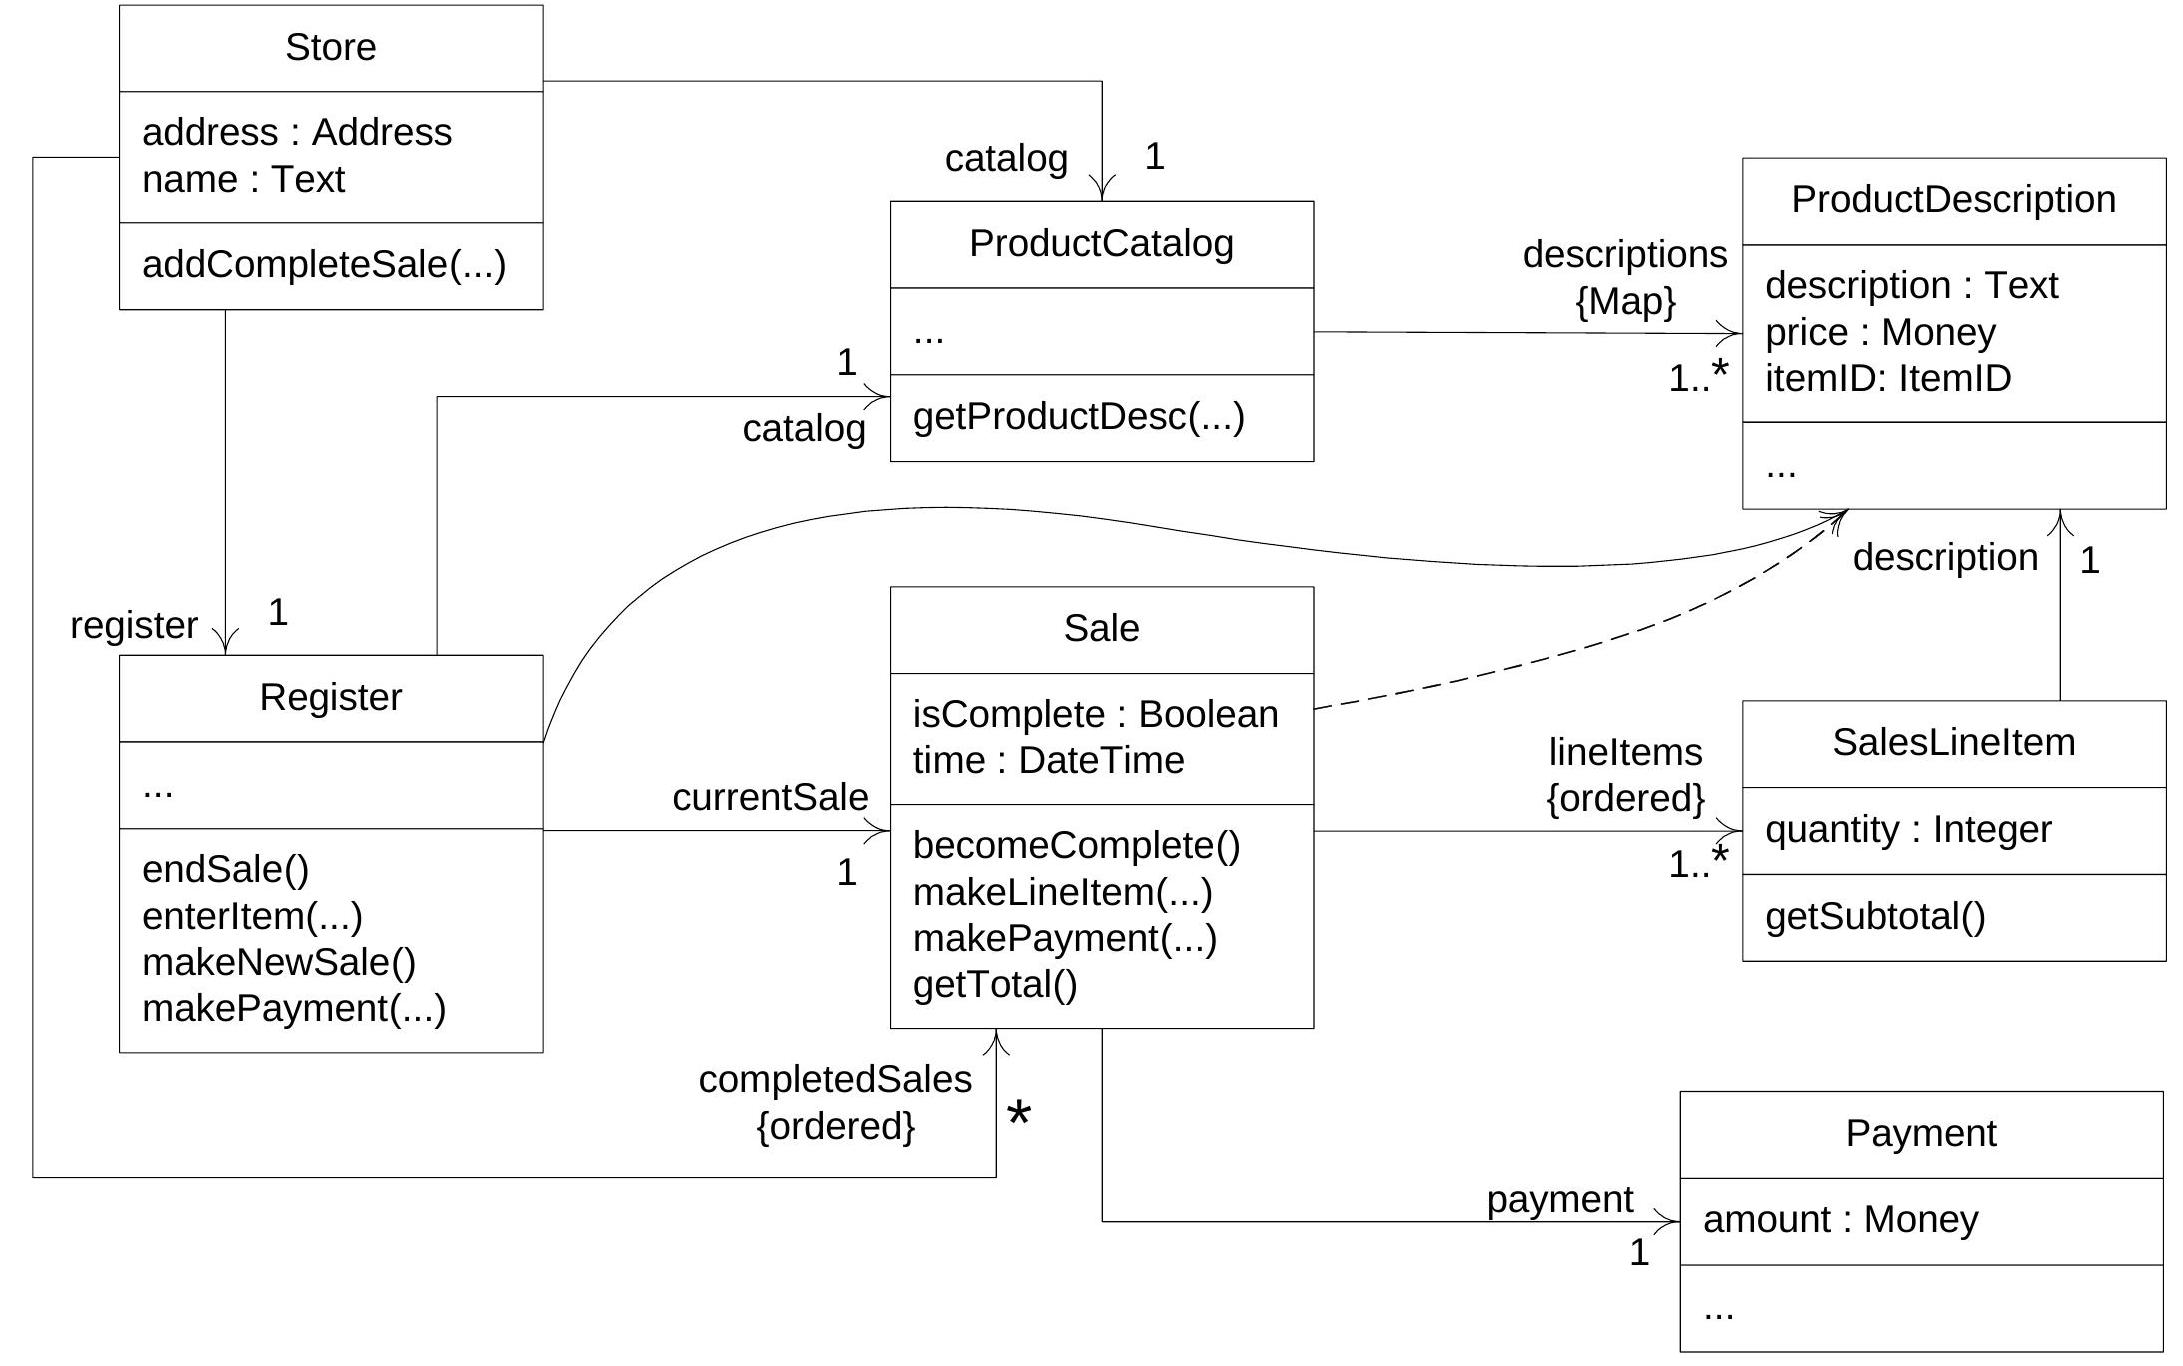 Store
address : Address
name : Text
addCompleteSale(...)
catalog
1
ProductCatalog
...
getProductDesc(...)
descriptions
{Map}
1..*
ProductDescription
description : Text
price : Money
itemID: ItemID
...
1
catalog
register
1
description
1
Register
...
endSale()
enterItem(...)
makeNewSale()
makePayment(...)
currentSale
1
Sale
isComplete : Boolean
time : DateTime
becomeComplete()
makeLineItem(...)
makePayment(...)
getTotal()
lineItems
{ordered}
1..*
SalesLineItem
quantity : Integer
getSubtotal()
completedSales
{ordered}
*
payment
1
Payment
amount : Money
...